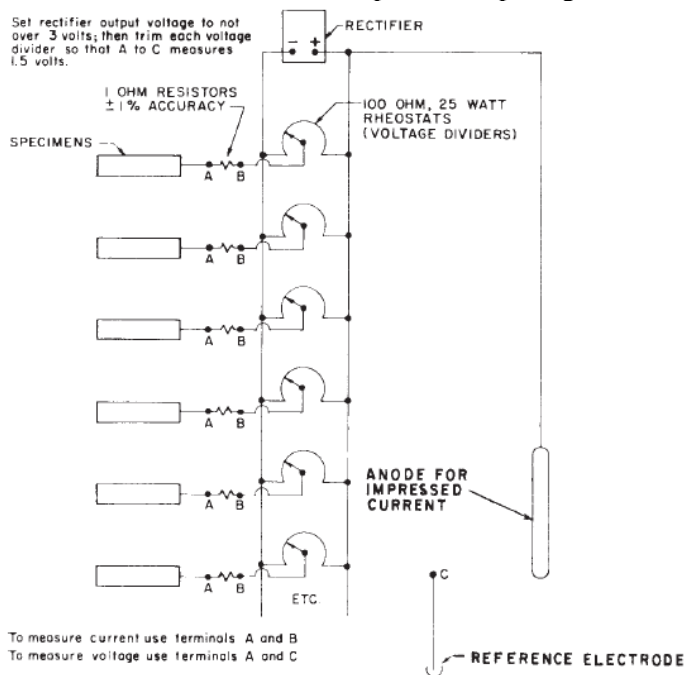 Set rectifier output voltage to not
over 3 volts; then trim each voltage
divider so that A to C measures
1.5 volts.
RECTIFIER
- +
1 OHM RESISTORS
±1% ACCURACY
100 OHM, 25 WATT
RHEOSTATS
(VOLTAGE DIVIDERS)
SPECIMENS
A B
A B
A B
A B
A B
A B
ANODE FOR
IMPRESSED
CURRENT
C
ETC.
To measure current use terminals A and B
To measure voltage use terminals A and C
REFERENCE ELECTRODE